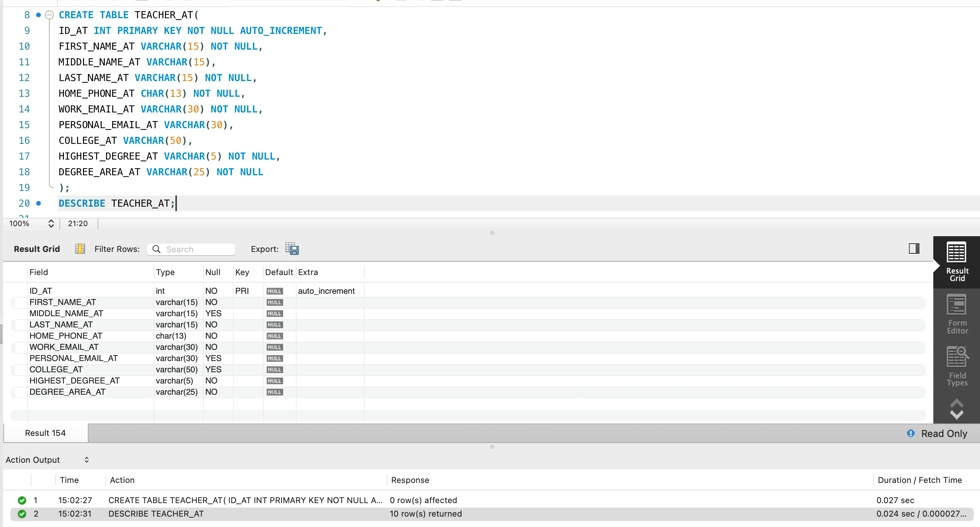 8 CREATE TABLE TEACHER_AT(
9 ID_AT INT PRIMARY KEY NOT NULL AUTO_INCREMENT,
10 FIRST_NAME_AT VARCHAR(15) NOT NULL,
11 MIDDLE_NAME_AT VARCHAR(15),
12 LAST_NAME_AT VARCHAR(15) NOT NULL,
13 HOME_PHONE_AT CHAR(13) NOT NULL,
14 WORK_EMAIL_AT VARCHAR(30) NOT NULL,
15 PERSONAL_EMAIL_AT VARCHAR(30),
16 COLLEGE_AT VARCHAR(50),
17 HIGHEST_DEGREE_AT VARCHAR(5) NOT NULL,
18 DEGREE_AREA_AT VARCHAR(25) NOT NULL
19 );
20 DESCRIBE TEACHER_AT;
100% 21:20
Result Grid Filter Rows: Search Export:
Field Type Null Key Default Extra
ID_AT int NO PRI NULL auto_increment
FIRST_NAME_AT varchar(15) NO NULL
MIDDLE_NAME_AT varchar(15) YES NULL
LAST_NAME_AT varchar(15) NO NULL
HOME_PHONE_AT char(13) NO NULL
WORK_EMAIL_AT varchar(30) NO NULL
PERSONAL_EMAIL_AT varchar(30) YES NULL
COLLEGE_AT varchar(50) YES NULL
HIGHEST_DEGREE_AT varchar(5) NO NULL
DEGREE_AREA_AT varchar(25) NO NULL
Result
Grid
Form
Editor
Field
Types
Result 154 Read Only
Action Output
Time Action Response Duration / Fetch Time
1 15:02:27 CREATE TABLE TEACHER_AT( ID_AT INT PRIMARY KEY NOT NULL A... 0 row(s) affected 0.027 sec
2 15:02:31 DESCRIBE TEACHER_AT 10 row(s) returned 0.024 sec / 0.000027...